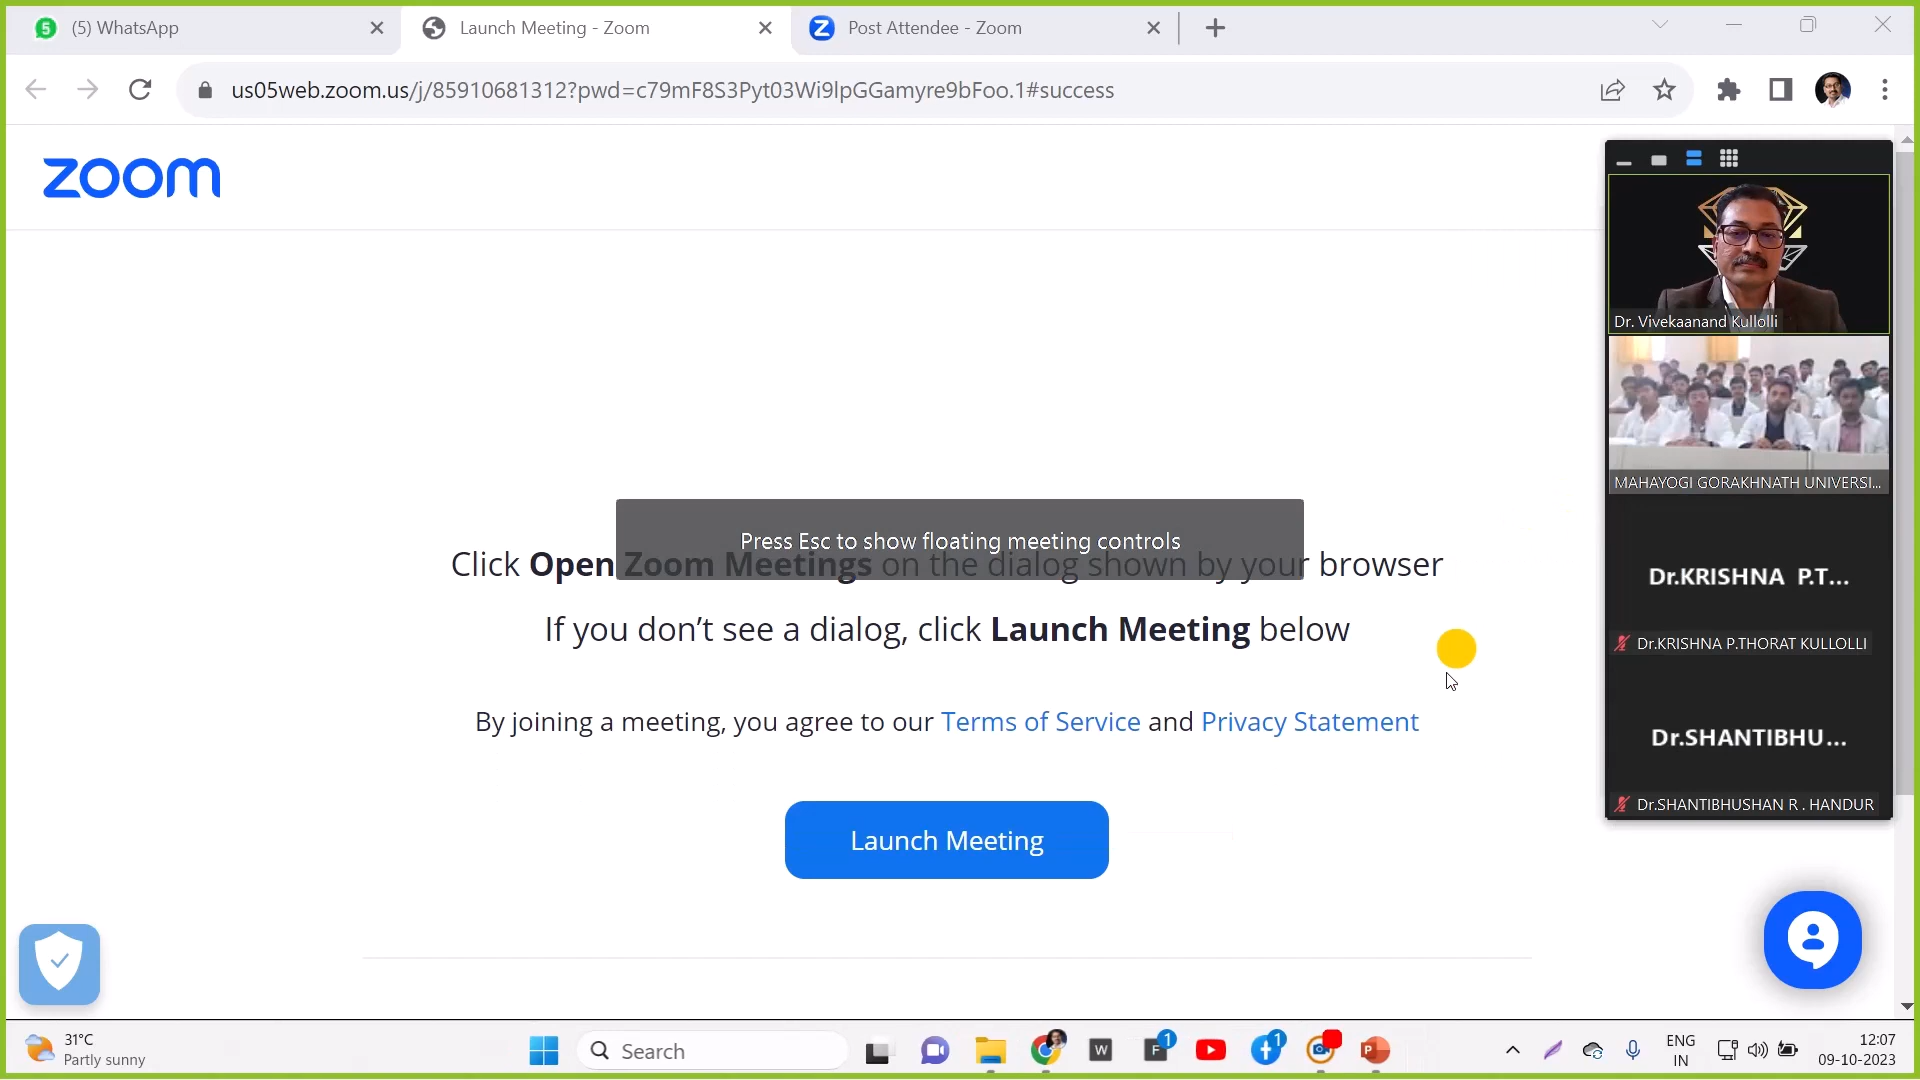 5 (5) WhatsApp
Launch Meeting - Zoom
Post Attendee - Zoom
us05web.zoom.us/j/85910681312?pwd=c79mF8S3Pyt03Wi9lpGGamyre9bFoo.1#success
zoom
Dr. Vivekaanand Kullolli
MAHAYOGI GORAKHNATH UNIVERSI...
Press Esc to show floating meeting controls
Click Open Zoom Meetings on the dialog shown by your browser
If you don't see a dialog, click Launch Meeting below
By joining a meeting, you agree to our Terms of Service and Privacy Statement
Launch Meeting
Dr.KRISHNA P.T...
Dr.KRISHNA P.THORAT KULLOLLI
Dr.SHANTIBHU...
Dr.SHANTIBHUSHAN R . HANDUR
31°C
Partly sunny
Search
W
F 1
1
P
ENG
IN
12:07
09-10-2023